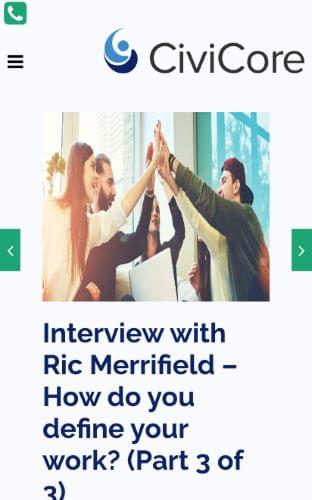 CiviCore
Interview with
Ric Merrifield –
How do you
define your
work? (Part 3 of
3)